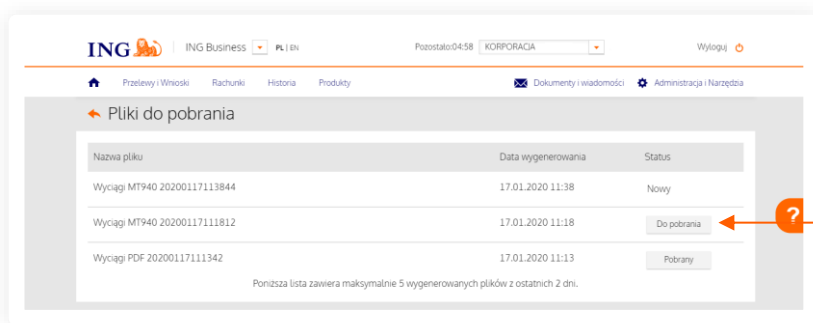 ING ING Business PL | EN Pozostało:04:58 KORPORACJA Wyloguj
Przelewy i Wnioski Rachunki Historia Produkty Dokumenty i wiadomości Administracja i Narzędzia
Pliki do pobrania
Nazwa pliku Data wygenerowania Status
Wyciągi MT940 20200117113844 17.01.2020 11:38 Nowy
Wyciągi MT940 20200117111812 17.01.2020 11:18 Do pobrania ?
Wyciągi PDF 20200117111342 17.01.2020 11:13 Pobrany
Poniższa lista zawiera maksymalnie 5 wygenerowanych plików z ostatnich 2 dni.